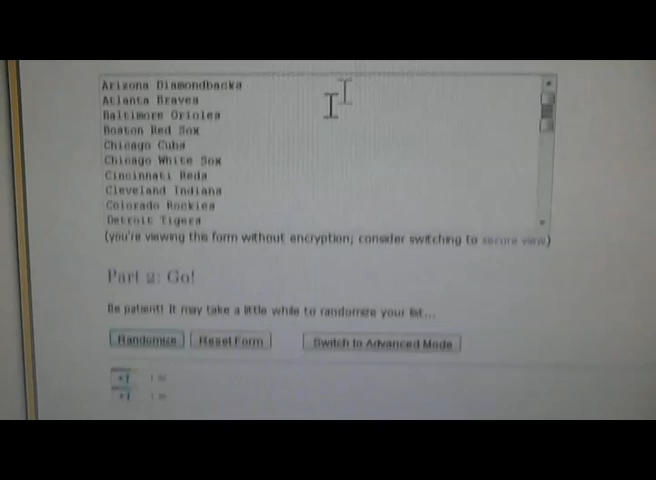 Arizona Diamondbacks
Atlanta Braves
Baltimore Orioles
Boston Red Sox
Chicago Cubs
Chicago White Sox
Cincinnati Reds
Cleveland Indians
Colorado Rockies
Detroit Tigers
(you're viewing this form without encryption; consider switching to secure view)
Part 2: Go!
Be patient! It may take a little while to randomize your list...
Randomize Reset Form Switch to Advanced Mode
+1
+1